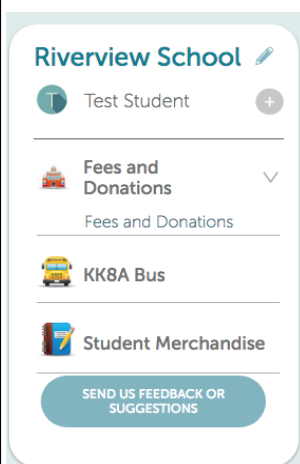 Riverview School
T
Test Student
Fees and
Donations
Fees and Donations
KK8A Bus
Student Merchandise
SEND US FEEDBACK OR
SUGGESTIONS